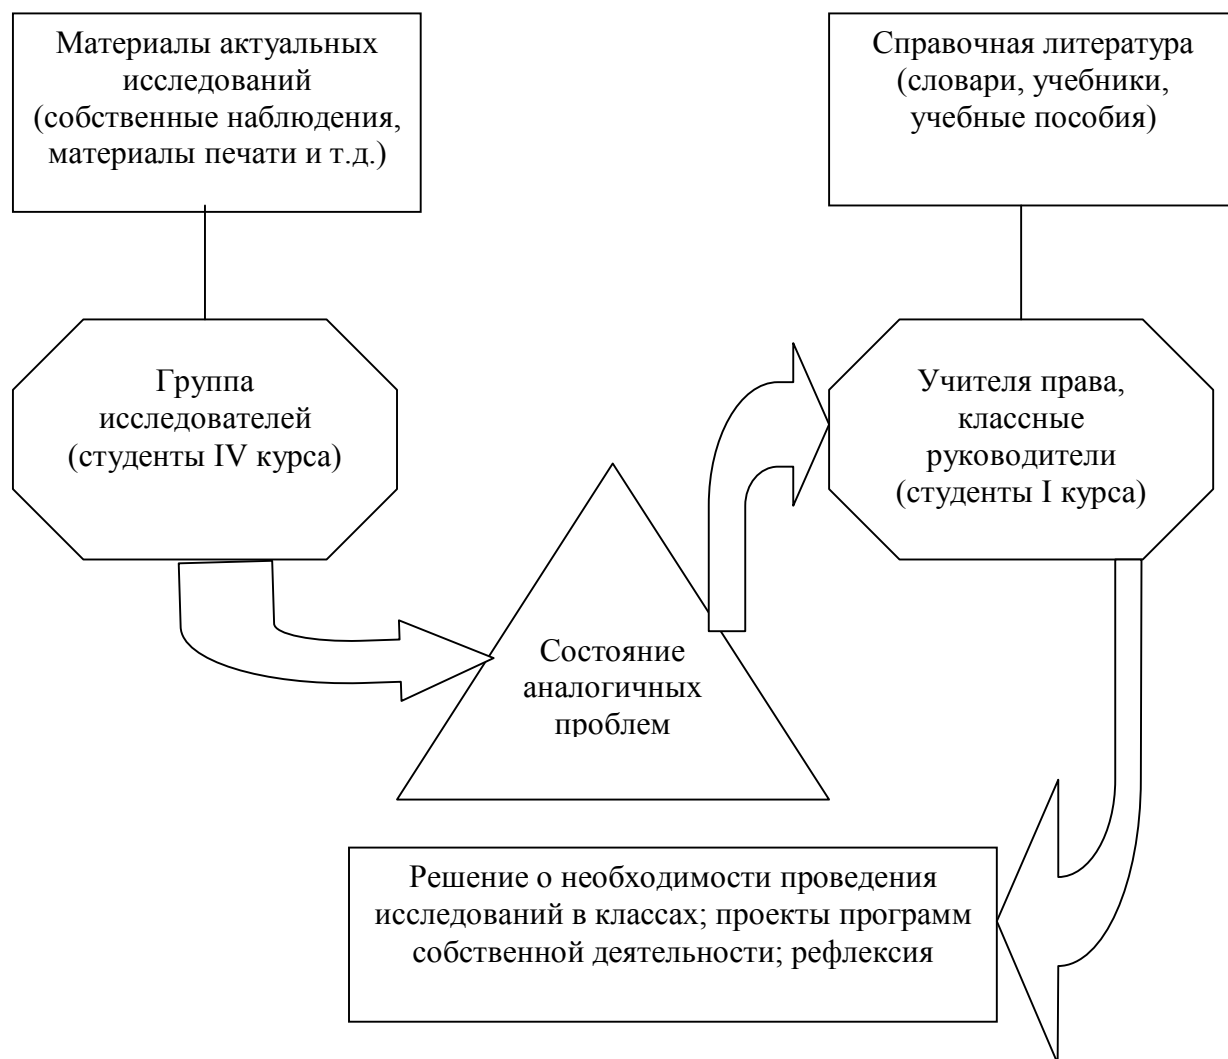 Материалы актуальных
исследований
(собственные наблюдения,
материалы печати и т.д.)
Справочная литература
(словари, учебники,
учебные пособия)
Группа
исследователей
(студенты IV курса)
Учителя права,
классные
руководители
(студенты I курса)
Состояние
аналогичных
проблем
Решение о необходимости проведения
исследований в классах; проекты программ
собственной деятельности; рефлексия